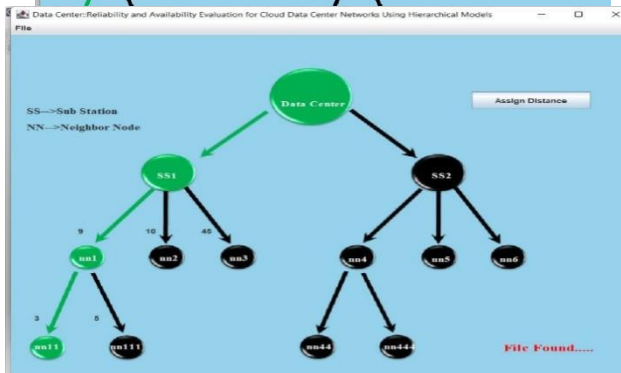 Data Center::Reliability and Availability Evaluation for Cloud Data Center Networks Using Hierarchical Models
File
Data Center
Assign Distance
SS-->Sub Station
NN-->Neighbor Node
SS1
SS2
9
10
45
nn1
nn2
nn3
nn4
nn5
nn6
3
5
nn11
nn111
nn44
nn444
File Found.....